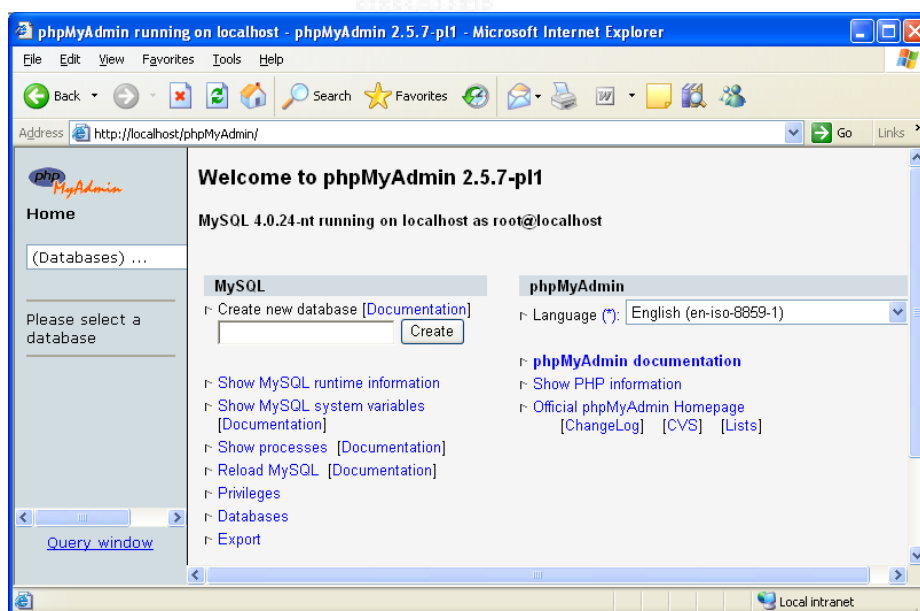 phpMyAdmin running on localhost - phpMyAdmin 2.5.7-pl1 - Microsoft Internet Explorer
File Edit View Favorites Tools Help
Back Search Favorites
Address http://localhost/phpMyAdmin/ Go Links
php
MyAdmin
Home
(Databases) ...
Please select a
database
Query window
Welcome to phpMyAdmin 2.5.7-pl1
MySQL 4.0.24-nt running on localhost as root@localhost
MySQL
Create new database [Documentation]
Create
Show MySQL runtime information
Show MySQL system variables
[Documentation]
Show processes [Documentation]
Reload MySQL [Documentation]
Privileges
Databases
Export
phpMyAdmin
Language (*): English (en-iso-8859-1)
phpMyAdmin documentation
Show PHP information
Official phpMyAdmin Homepage
[ChangeLog] [CVS] [Lists]
Local intranet